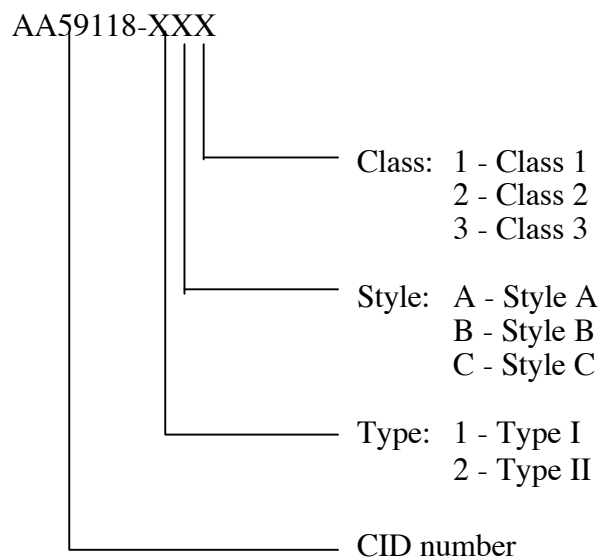 AA59118-XXX
Class: 1 - Class 1
2 - Class 2
3 - Class 3
Style: A - Style A
B - Style B
C - Style C
Type: 1 - Type I
2 - Type II
CID number